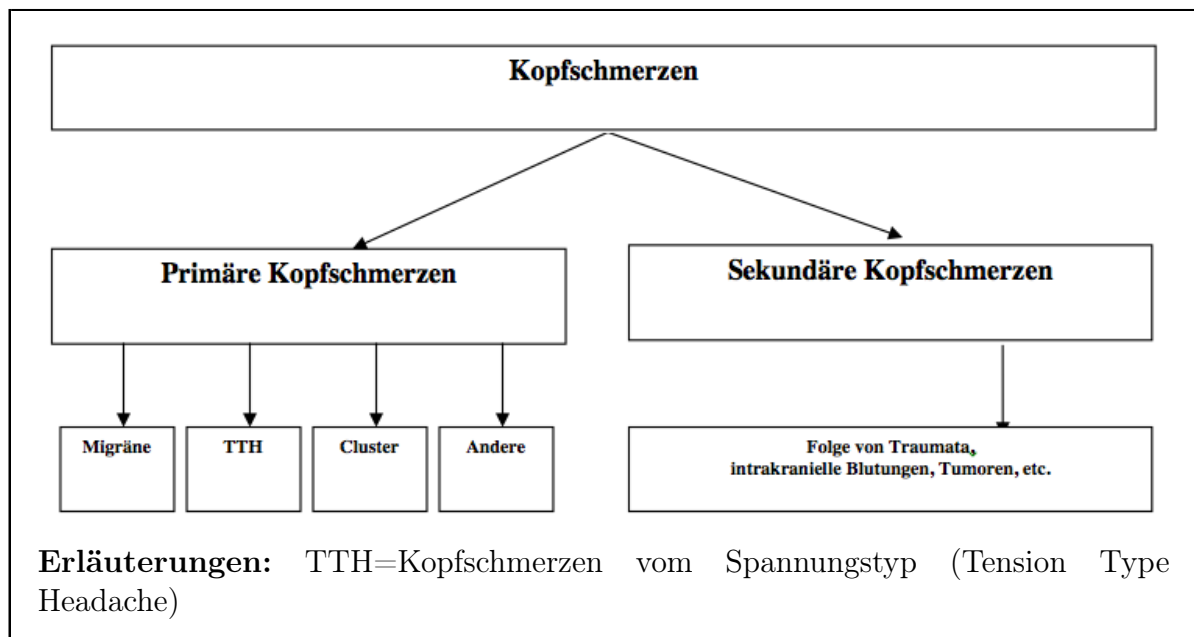 Kopfschmerzen
Primäre Kopfschmerzen
Sekundäre Kopfschmerzen
Migräne
TTH
Cluster
Andere
Folge von Traumata,
intrakranielle Blutungen, Tumoren, etc.
Erläuterungen: TTH=Kopfschmerzen vom Spannungstyp (Tension Type
Headache)